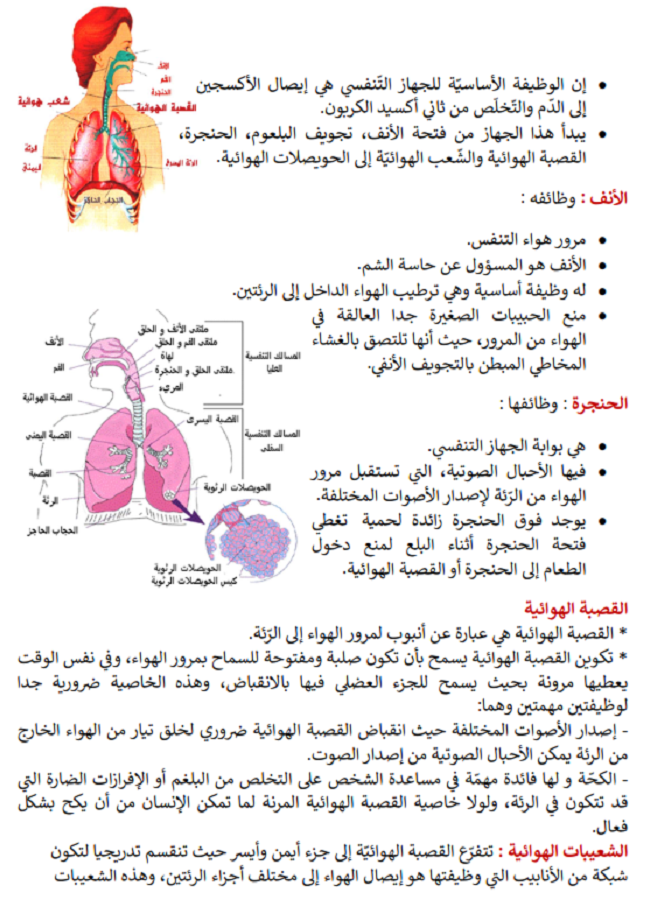 الأنف
الفم
الحنجرة
شعب هوائية
القصبة الهوائية
الرئة
اليمنى
الرئة اليسرى
الحجاب الحاجز
• إن الوظيفة الأساسيّة للجهاز التّنفسي هي إيصال الأكسجين
إلى الدّم والتّخلّص من ثاني أكسيد الكربون.
• يبدأ هذا الجهاز من فتحة الأنف، تجويف البلعوم، الحنجرة،
القصبة الهوائية والشّعب الهوائيّة إلى الحويصلات الهوائية.
الأنف : وظائفه :
• مرور هواء التنفس.
• الأنف هو المسؤول عن حاسة الشم.
• له وظيفة أساسية وهي ترطيب الهواء الداخل إلى الرئتين.
• منع الحبيبات الصغيرة جدا العالقة في
الهواء من المرور، حيث أنها تلتصق بالغشاء
المخاطي المبطن بالتجويف الأنفي.
ملتقى الأنف و الحلق
ملتقى الفم و الحلق
لهاة
ملتقى الحلق و الحنجرة
المريء
المسالك التنفسية
العليا
الأنف
الفم
القصبة الهوائية
القصبة اليسرى
القصبة اليمنى
المسالك التنفسية
السفلى
القصبة
الرئة
الحويصلات الرئوية
الحجاب الحاجز
الحويصلات الرئوية
كيس الحويصلات الرئوية
الحنجرة : وظائفها :
• هي بوابة الجهاز التنفسي.
• فيها الأحبال الصوتية، التي تستقبل مرور
الهواء من الرّئة لإصدار الأصوات المختلفة.
• يوجد فوق الحنجرة زائدة لحمية تغطي
فتحة الحنجرة أثناء البلع لمنع دخول
الطعام إلى الحنجرة أو القصبة الهوائية.
القصبة الهوائية
* القصبة الهوائية هي عبارة عن أنبوب لمرور الهواء إلى الرّئة.
* تكوين القصبة الهوائية يسمح بأن تكون صلبة ومفتوحة للسماح بمرور الهواء، وفي نفس الوقت
يعطيها مرونة بحيث يسمح للجزء العضلي فيها بالانقباض، وهذه الخاصية ضرورية جدا
لوظيفتين مهمتين وهما:
- إصدار الأصوات المختلفة حيث انقباض القصبة الهوائية ضروري لخلق تيار من الهواء الخارج
من الرئة يمكن الأحبال الصوتية من إصدار الصوت.
- الكحّة و لها فائدة مهمّة في مساعدة الشخص على التخلص من البلغم أو الإفرازات الضارة التي
قد تتكون في الرئة، ولولا خاصية القصبة الهوائية المرنة لما تمكن الإنسان من أن يكح بشكل
فعال.
الشعيبات الهوائية : تتفرّع القصبة الهوائيّة إلى جزء أيمن وأيسر حيث تنقسم تدريجيا لتكون
شبكة من الأنابيب التي وظيفتها هو إيصال الهواء إلى مختلف أجزاء الرئتين، وهذه الشعيبات